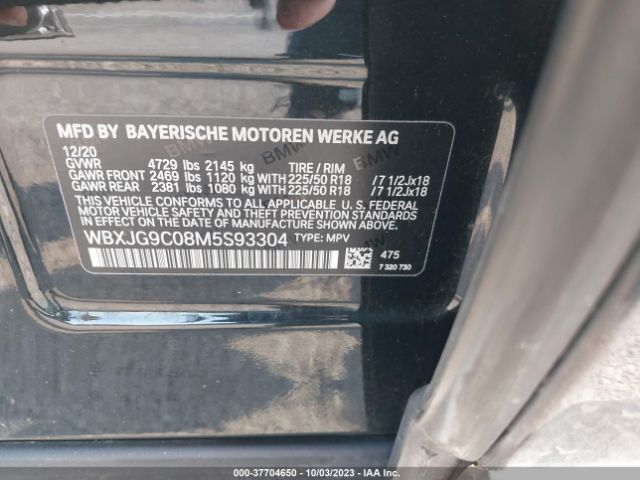 MFD BY BAYERISCHE MOTOREN WERKE AG
12/20
GVWR 4729 lbs 2145 kg TIRE / RIM
GAWR FRONT 2469 lbs 1120 kg WITH 225/50 R18 /7 1/2Jx18
GAWR REAR 2381 lbs 1080 kg WITH 225/50 R18 /7 1/2Jx18
THIS VEHICLE CONFORMS TO ALL APPLICABLE U. S. FEDERAL
MOTOR VEHICLE SAFETY, BUMPER, AND THEFT PREVENTION
STANDARDS IN EFFECT ON THE DATE OF MANUFACTURE SHOWN ABOVE.
WBXJG9C08M5S93304 TYPE: MPV
475
7 320 730
000-37704650 | 10/03/2023 | IAA Inc.